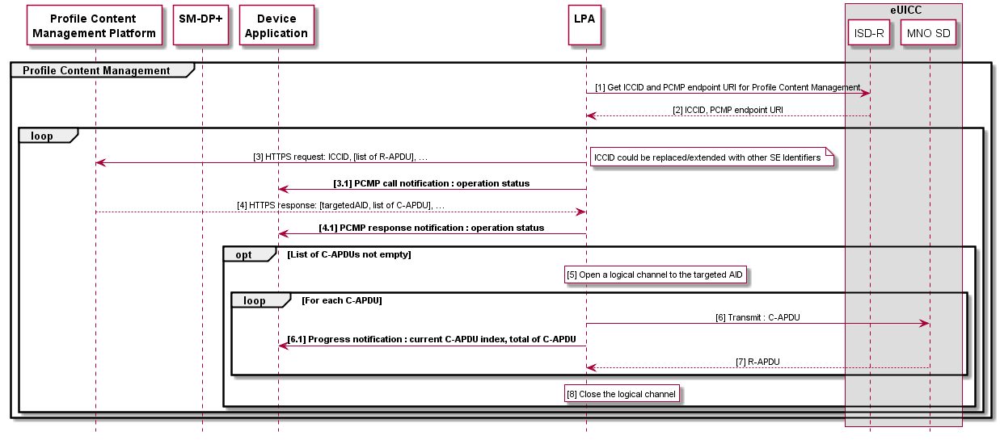 eUICC
Profile Content
Management Platform
SM-DP+
Device
Application
LPA
ISD-R
MNO SD
Profile Content Management
[1] Get ICCID and PCMP endpoint URI for Profile Content Management
[2] ICCID, PCMP endpoint URI
loop
[3] HTTPS request: ICCID, [list of R-APDU], ...
ICCID could be replaced/extended with other SE Identifiers
[3.1] PCMP call notification : operation status
[4] HTTPS response: [targetedAID, list of C-APDU], ...
[4.1] PCMP response notification : operation status
opt
[List of C-APDUs not empty]
[5] Open a logical channel to the targeted AID
loop
[For each C-APDU]
[6] Transmit : C-APDU
[6.1] Progress notification : current C-APDU index, total of C-APDU
[7] R-APDU
[8] Close the logical channel